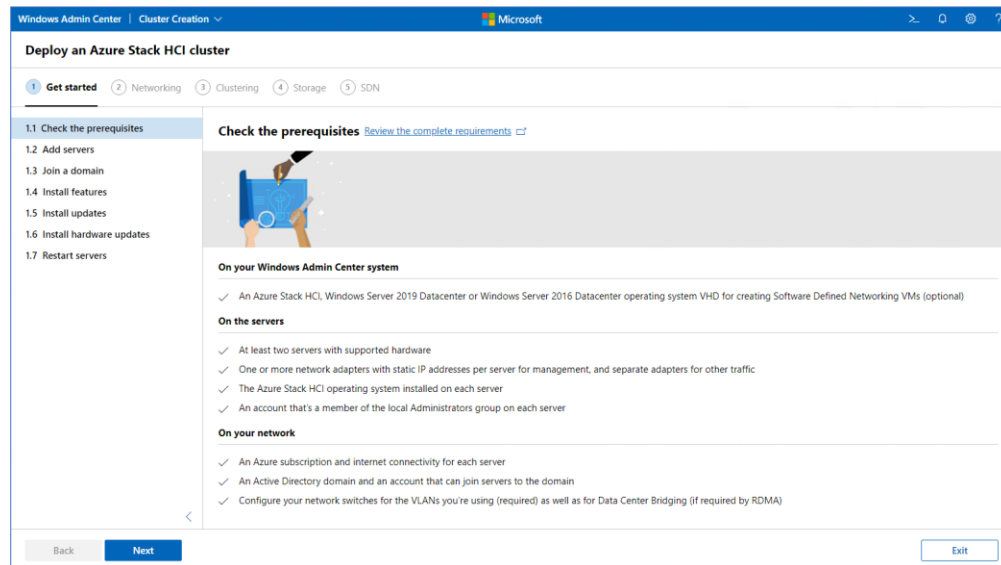 Windows Admin Center | Cluster Creation
Microsoft
Deploy an Azure Stack HCI cluster
1 Get started 2 Networking 3 Clustering 4 Storage 5 SDN
1.1 Check the prerequisites
1.2 Add servers
1.3 Join a domain
1.4 Install features
1.5 Install updates
1.6 Install hardware updates
1.7 Restart servers
Check the prerequisites Review the complete requirements
On your Windows Admin Center system
An Azure Stack HCI, Windows Server 2019 Datacenter or Windows Server 2016 Datacenter operating system VHD for creating Software Defined Networking VMs (optional)
On the servers
At least two servers with supported hardware
One or more network adapters with static IP addresses per server for management, and separate adapters for other traffic
The Azure Stack HCI operating system installed on each server
An account that's a member of the local Administrators group on each server
On your network
An Azure subscription and internet connectivity for each server
An Active Directory domain and an account that can join servers to the domain
Configure your network switches for the VLANs you're using (required) as well as for Data Center Bridging (if required by RDMA)
Back Next Exit